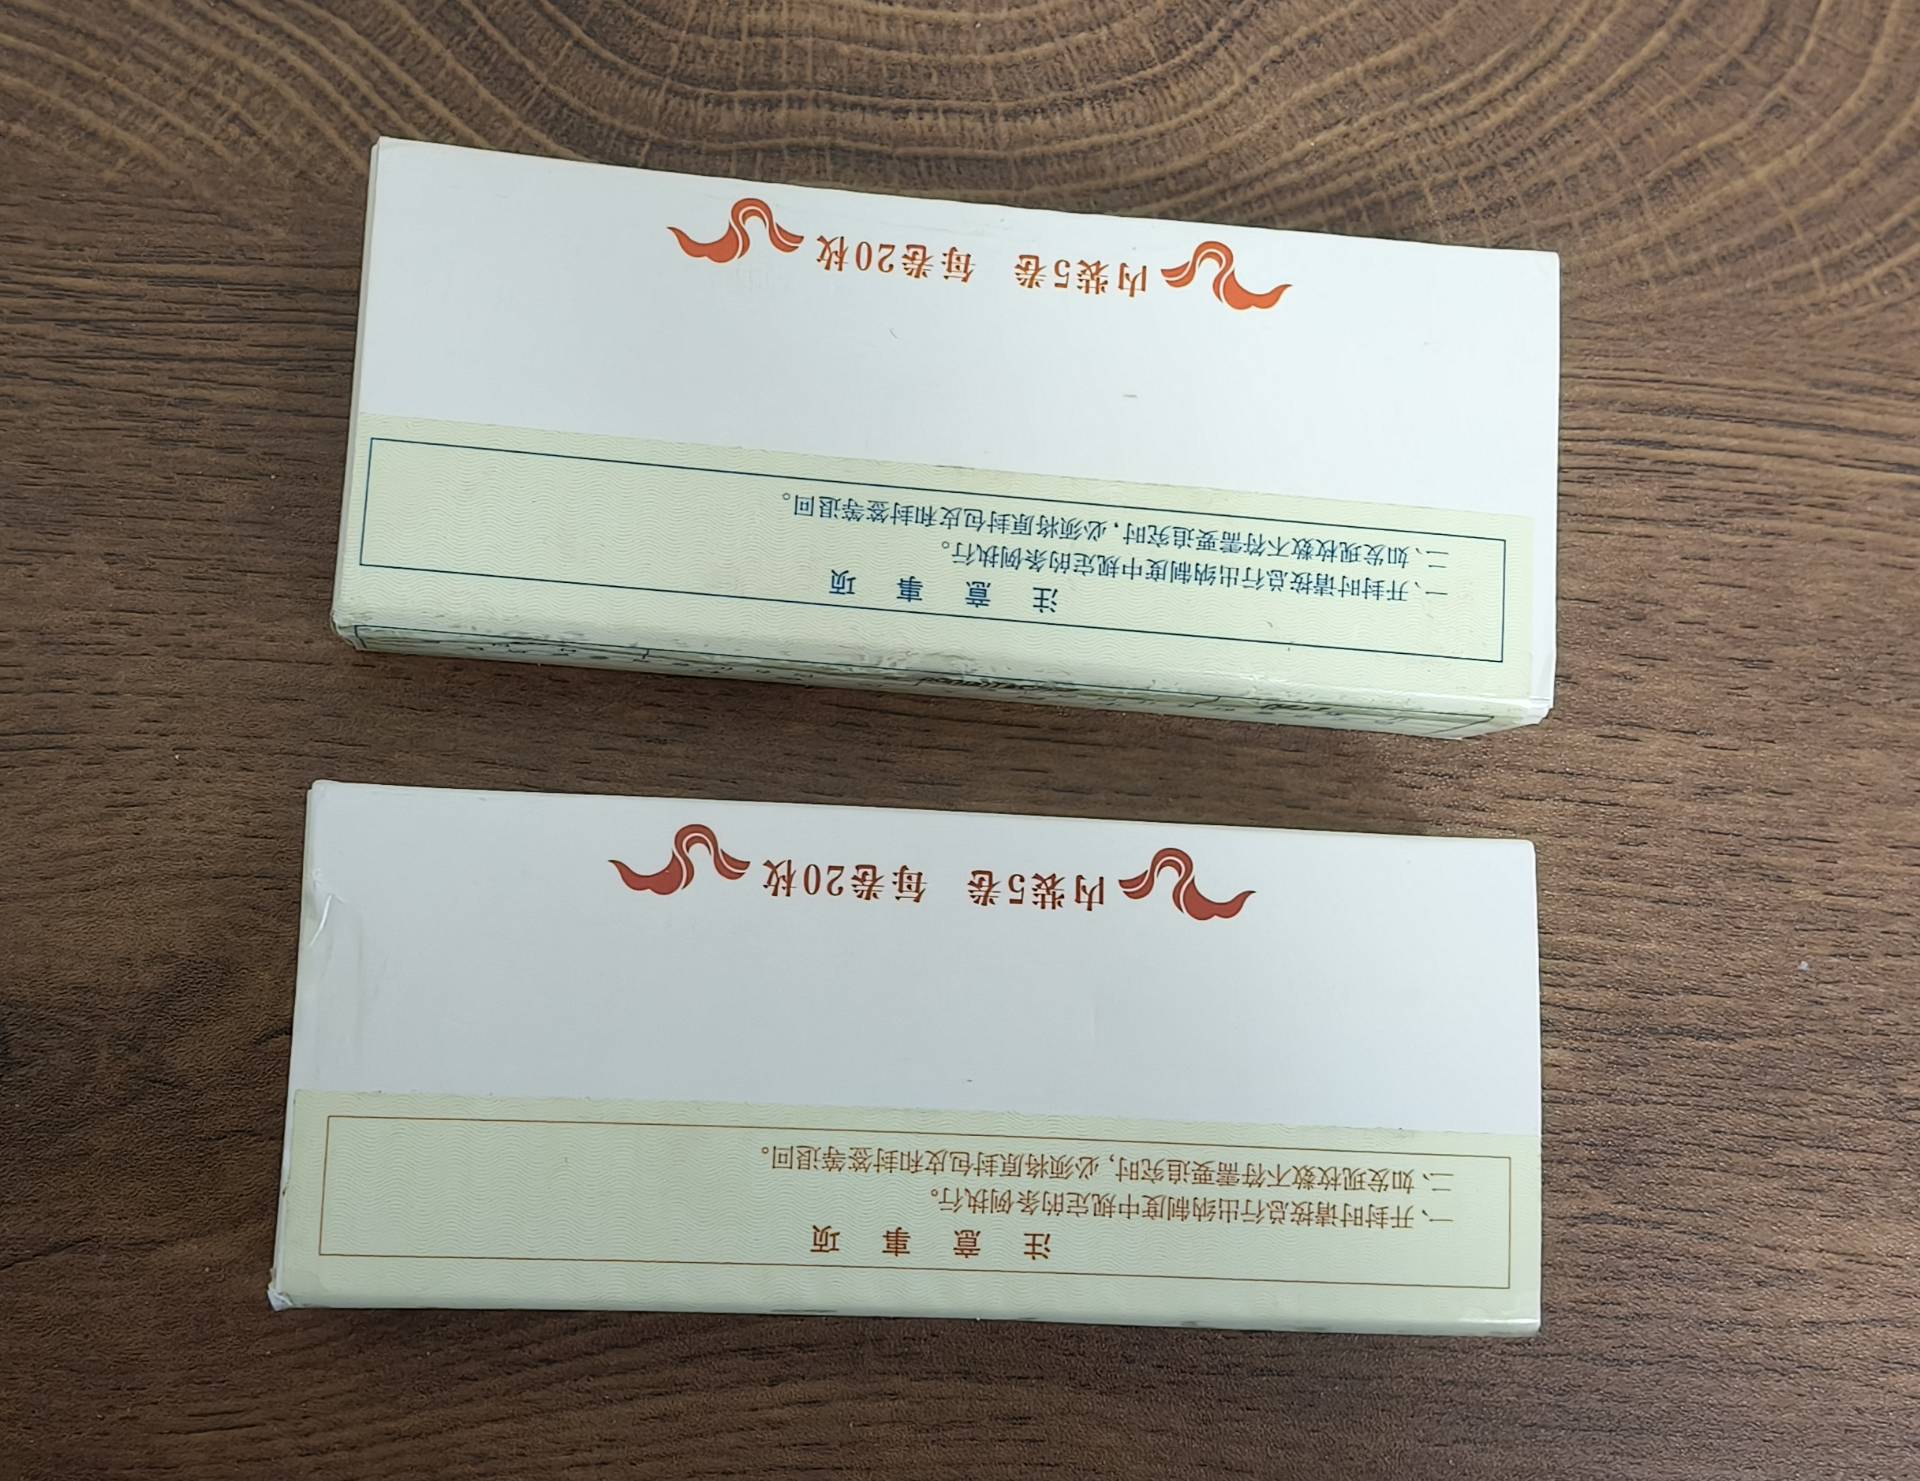 内装5卷 每卷20枚
注意事项
一、开封时请按总行出纳制度中规定的条例执行。
二、如发现枚数不符需要追究时，必须将原封包皮和封签等退回。
内装5卷 每卷20枚
注意事项
一、开封时请按总行出纳制度中规定的条例执行。
二、如发现枚数不符需要追究时，必须将原封包皮和封签等退回。